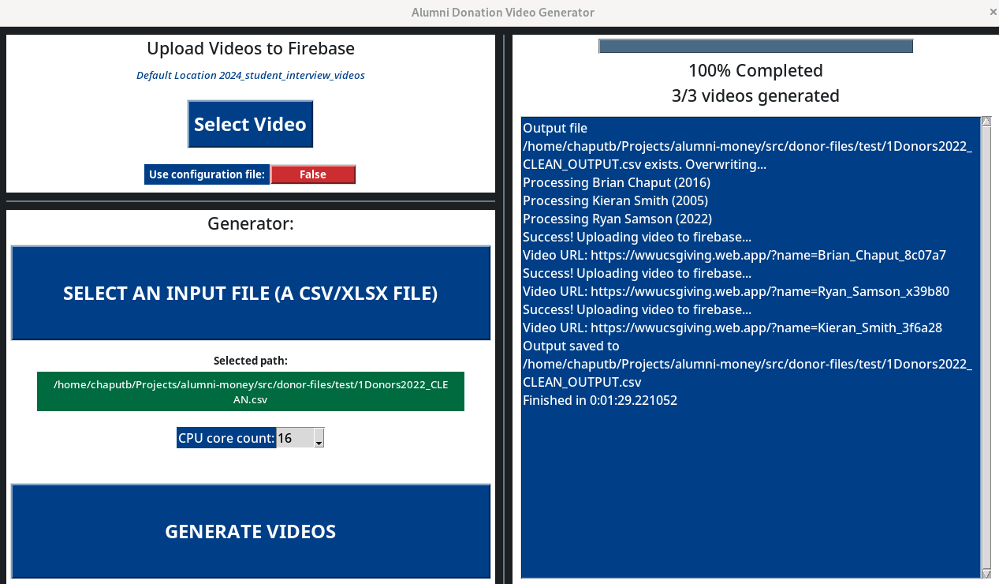 Alumni Donation Video Generator
Upload Videos to Firebase
Default Location 2024_student_interview_videos
Select Video
Use configuration file: False
Generator:
SELECT AN INPUT FILE (A CSV/XLSX FILE)
Selected path:
/home/chaputb/Projects/alumni-money/src/donor-files/test/1Donors2022_CLE
AN.csv
CPU core count: 16
GENERATE VIDEOS
100% Completed
3/3 videos generated
Output file
/home/chaputb/Projects/alumni-money/src/donor-files/test/1Donors2022_
CLEAN_OUTPUT.csv exists. Overwriting...
Processing Brian Chaput (2016)
Processing Kieran Smith (2005)
Processing Ryan Samson (2022)
Success! Uploading video to firebase...
Video URL: https://wwucsgiving.web.app/?name=Brian_Chaput_8c07a7
Success! Uploading video to firebase...
Video URL: https://wwucsgiving.web.app/?name=Ryan_Samson_x39b80
Success! Uploading video to firebase...
Video URL: https://wwucsgiving.web.app/?name=Kieran_Smith_3f6a28
Output saved to
/home/chaputb/Projects/alumni-money/src/donor-files/test/1Donors2022_
CLEAN_OUTPUT.csv
Finished in 0:01:29.221052